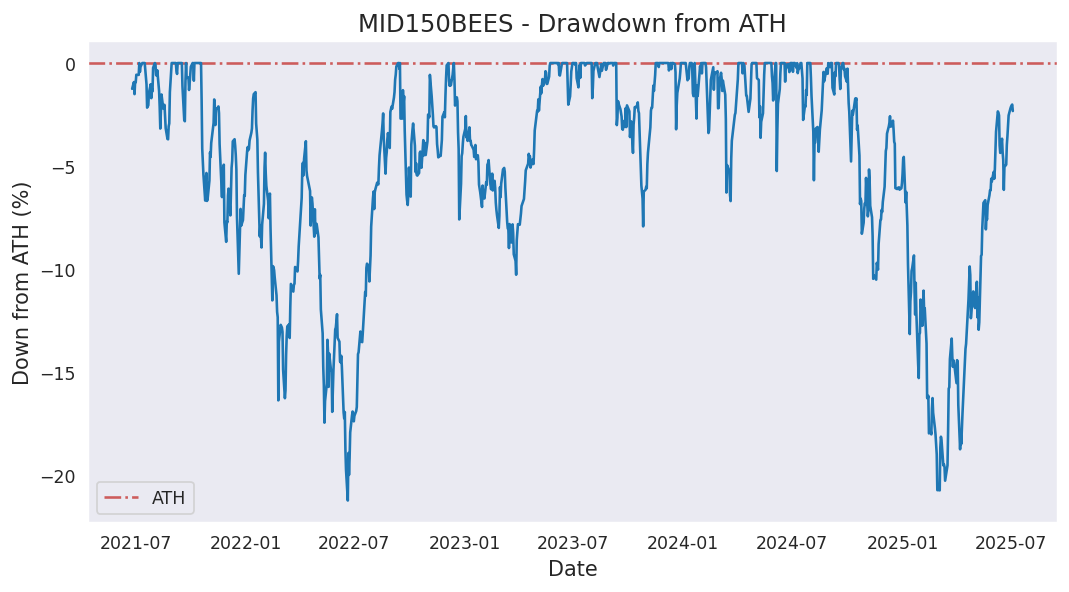 MID150BEES - Drawdown from ATH
Down from ATH (%)
0
−5
−10
−15
−20
ATH
2021-07 2022-01 2022-07 2023-01 2023-07 2024-01 2024-07 2025-01 2025-07
Date